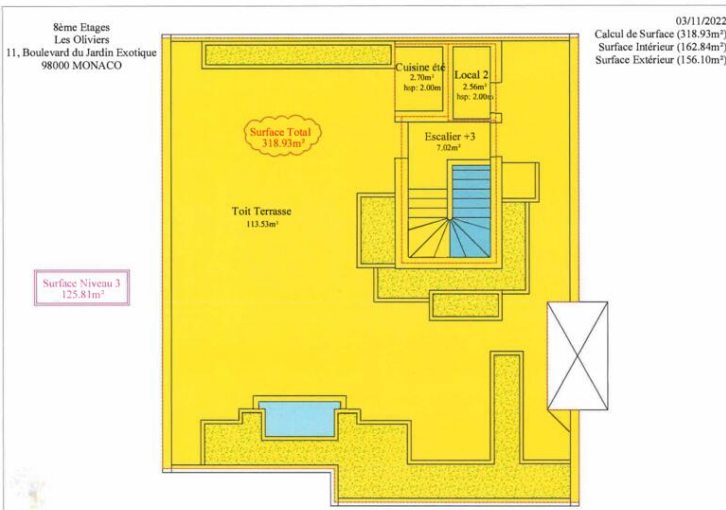 8ème Etages
Les Oliviers
11, Boulevard du Jardin Exotique
98000 MONACO
03/11/2022
Calcul de Surface (318.93m²)
Surface Intérieur (162.84m²)
Surface Extérieur (156.10m²)
Cuisine été
2.70m²
hsp: 2.00m
Local 2
2.56m²
hsp: 2.00m
Surface Total
318.93m²
Escalier +3
7.02m²
Toit Terrasse
113.53m²
Surface Niveau 3
125.81m²